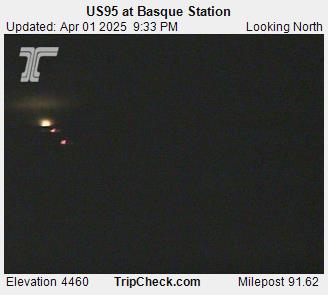 US95 at Basque Station
Updated: Apr 01 2025 9:33 PM Looking North
Elevation 4460 TripCheck.com Milepost 91.62